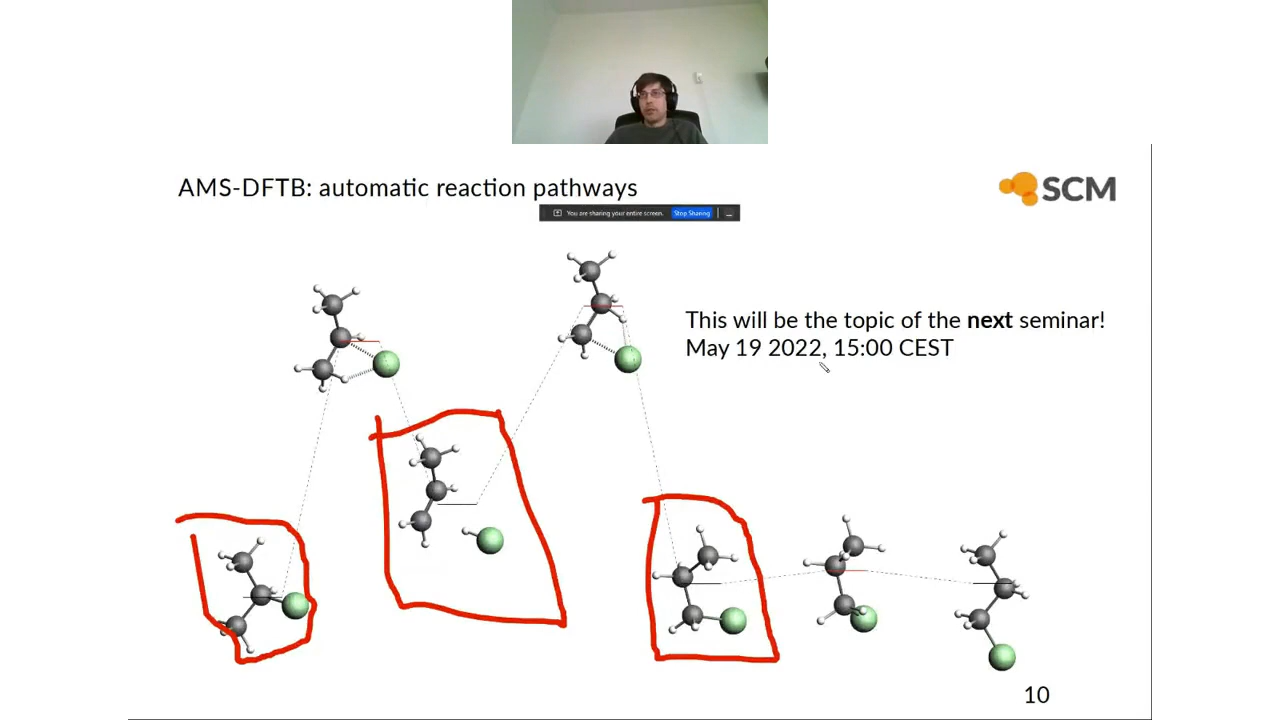 AMS-DFTB: automatic reaction pathways
SCM
You are sharing your entire screen.
Stop Sharing
This will be the topic of the next seminar!
May 19 2022, 15:00 CEST
10